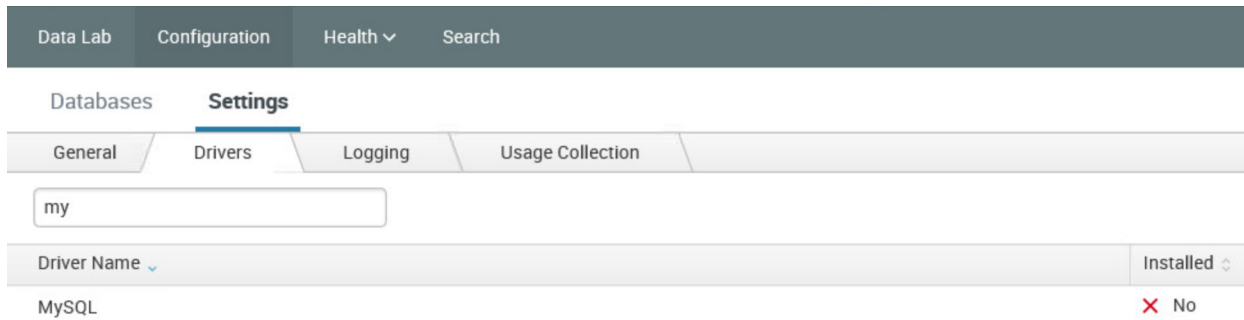 Data Lab Configuration Health Search
Databases Settings
General Drivers Logging Usage Collection
my
Driver Name Installed
MySQL No